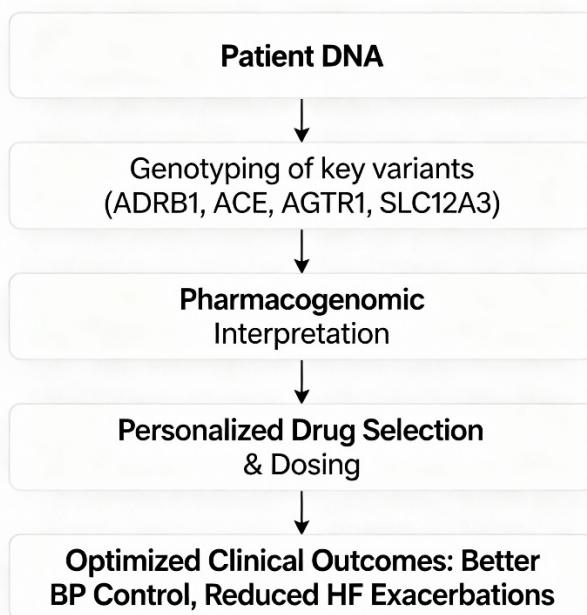 Patient DNA
Genotyping of key variants
(ADRB1, ACE, AGTR1, SLC12A3)
Pharmacogenomic
Interpretation
Personalized Drug Selection
& Dosing
Optimized Clinical Outcomes: Better
BP Control, Reduced HF Exacerbations